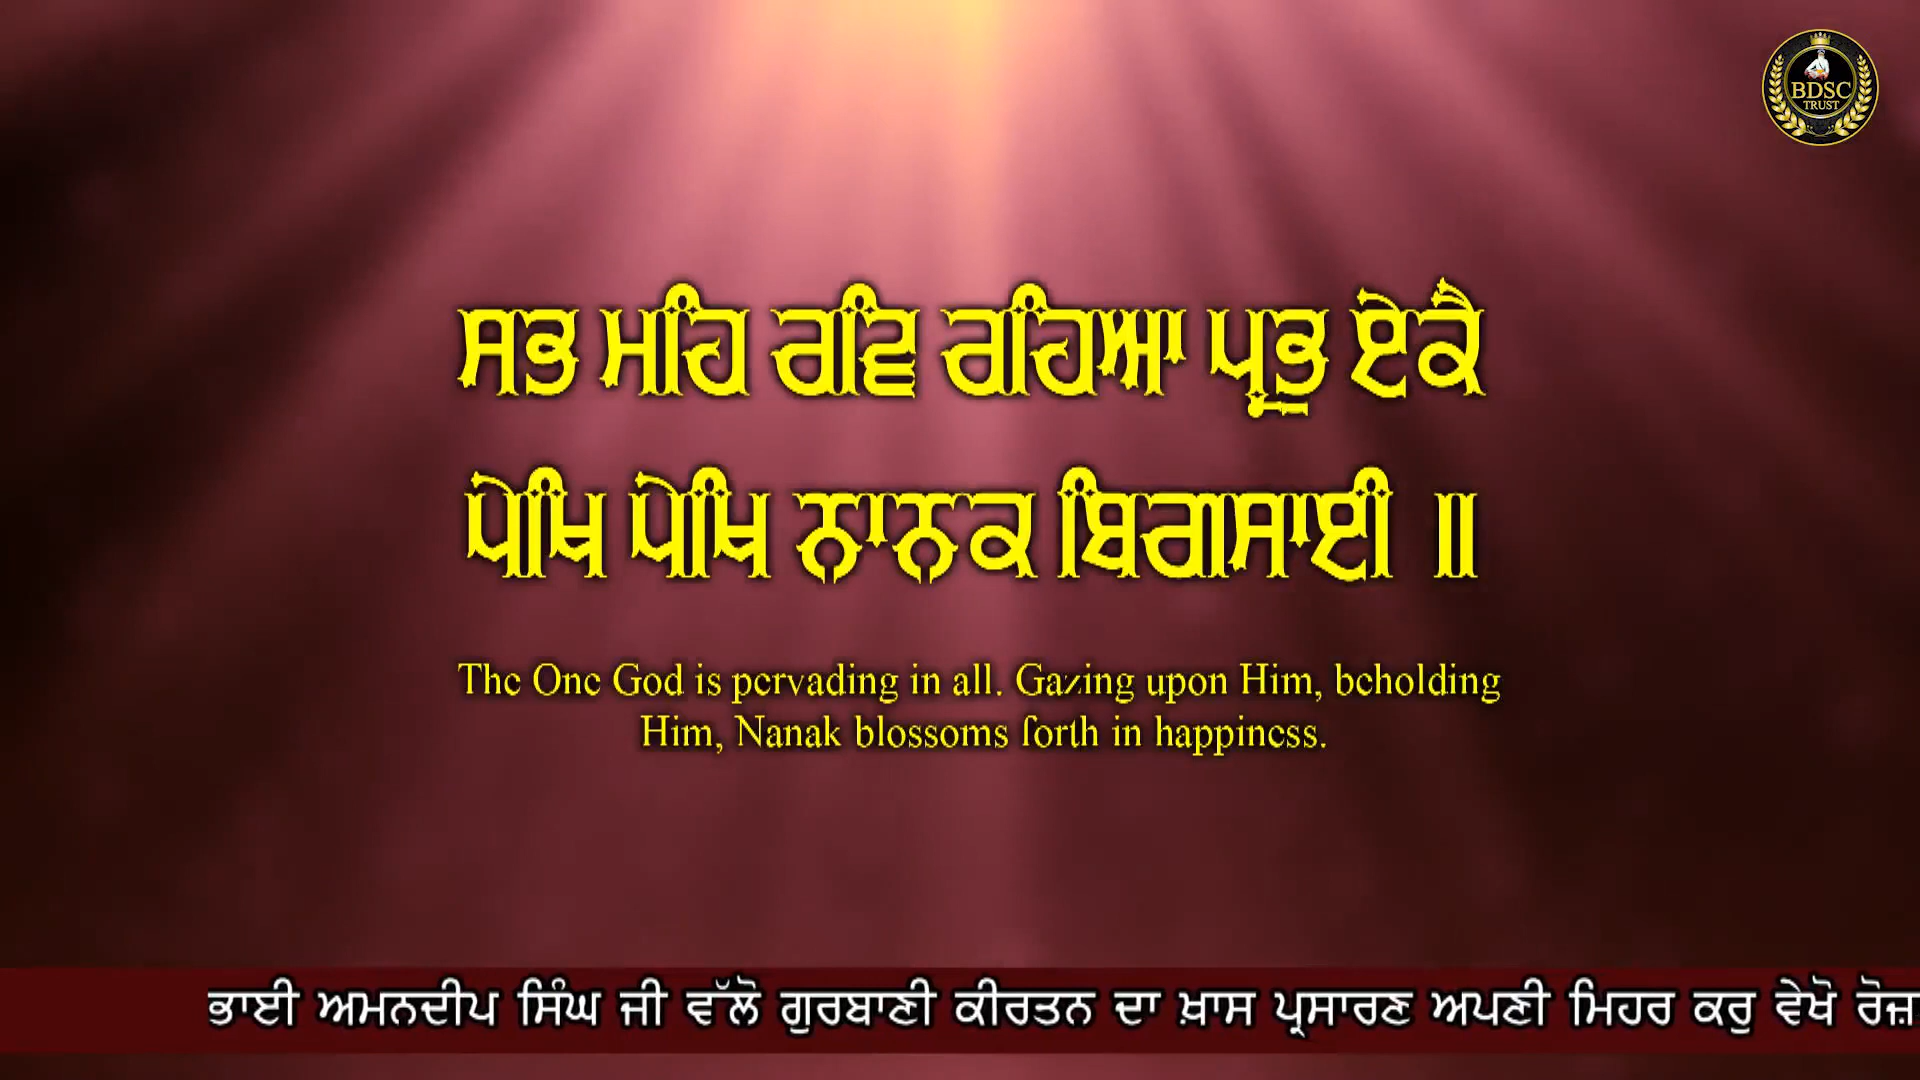 BDSC
TRUST
ਸਭ ਮਹਿ ਰਵਿ ਰਹਿਆ ਪ੍ਰਭੁ ਏਕੈ
ਪੇਖਿ ਪੇਖਿ ਨਾਨਕ ਬਿਗਸਾਈ ॥
The One God is pervading in all. Gazing upon Him, beholding
Him, Nanak blossoms forth in happiness.
ਭਾਈ ਅਮਨਦੀਪ ਸਿੰਘ ਜੀ ਵੱਲੋ ਗੁਰਬਾਣੀ ਕੀਰਤਨ ਦਾ ਖ਼ਾਸ ਪ੍ਰਸਾਰਣ ਅਪਣੀ ਮਿਹਰ ਕਰੁ ਵੇਖੋ ਰੋਜ਼